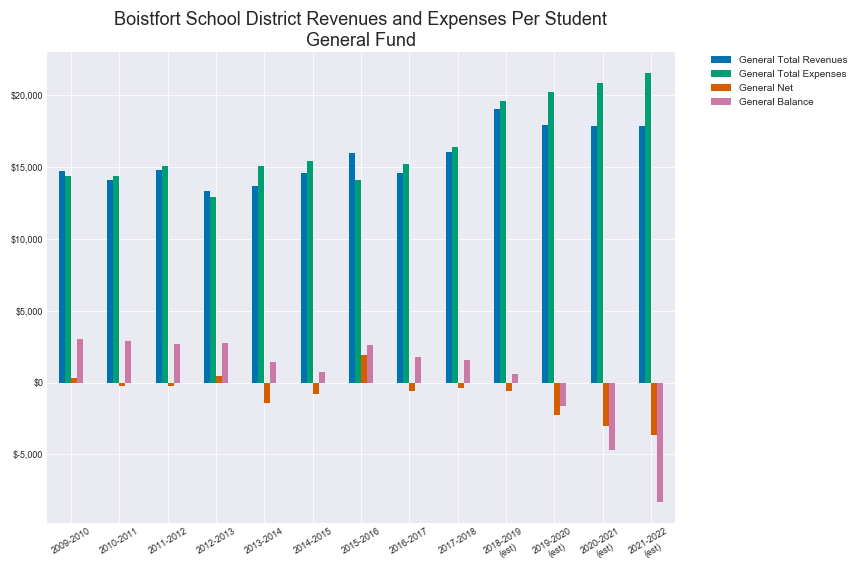 Boistfort School District Revenues and Expenses Per Student
General Fund
General Total Revenues
General Total Expenses
General Net
General Balance
$20,000
$15,000
$10,000
$5,000
$0
$-5,000
2009-2010
2010-2011
2011-2012
2012-2013
2013-2014
2014-2015
2015-2016
2016-2017
2017-2018
2018-2019
(est)
2019-2020
(est)
2020-2021
(est)
2021-2022
(est)